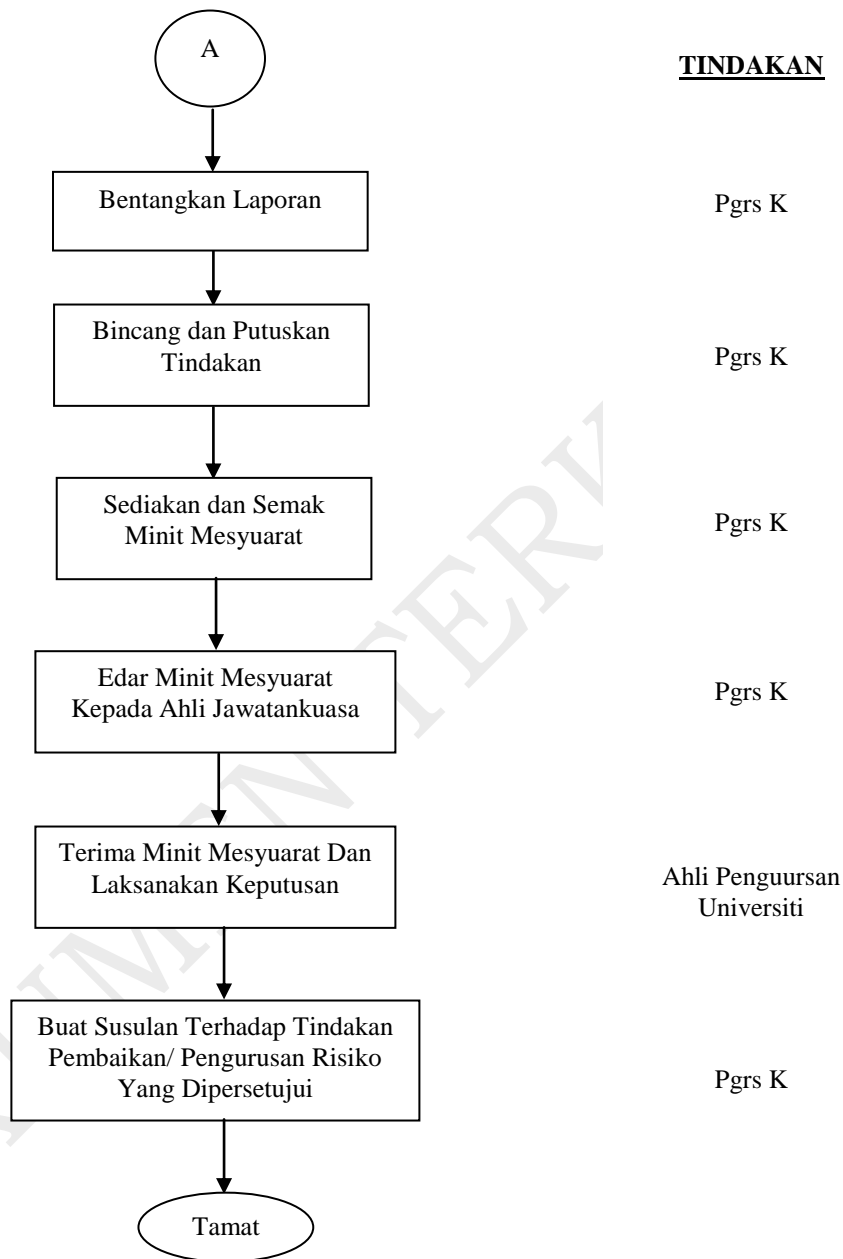 A
TINDAKAN
Bentangkan Laporan
Pgrs K
Bincang dan Putuskan
Tindakan
Pgrs K
Sediakan dan Semak
Minit Mesyuarat
Pgrs K
Edar Minit Mesyuarat
Kepada Ahli Jawatankuasa
Pgrs K
Terima Minit Mesyuarat Dan
Laksanakan Keputusan
Ahli Penguursan
Universiti
Buat Susulan Terhadap Tindakan
Pembaikan/ Pengurusan Risiko
Yang Dipersetujui
Pgrs K
Tamat